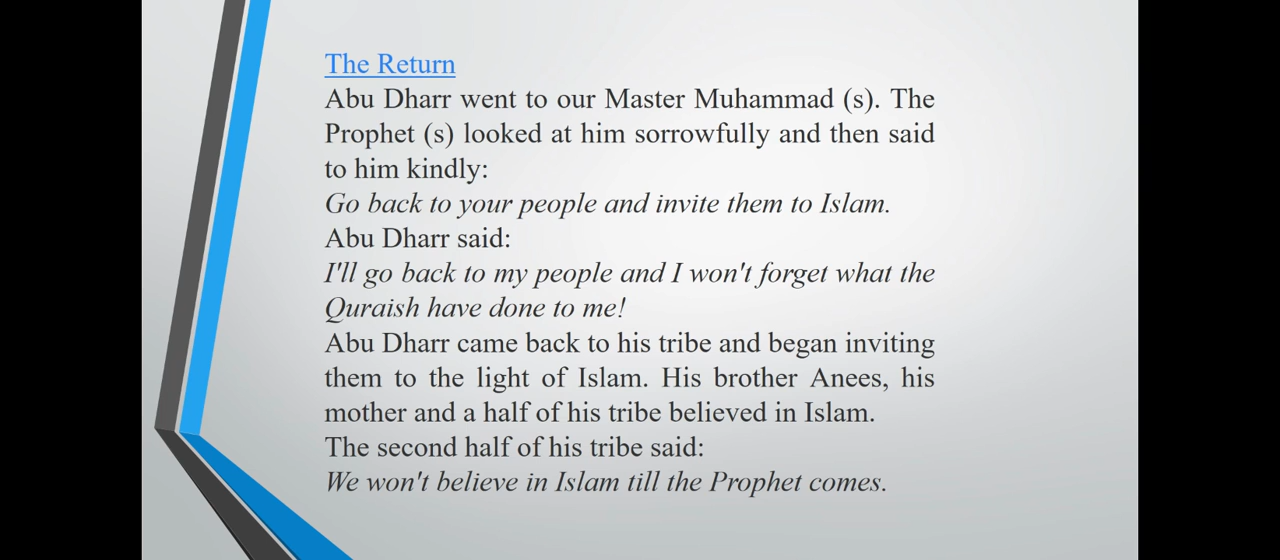 The Return
Abu Dharr went to our Master Muhammad (s). The
Prophet (s) looked at him sorrowfully and then said
to him kindly:
Go back to your people and invite them to Islam.
Abu Dharr said:
I'll go back to my people and I won't forget what the
Quraish have done to me!
Abu Dharr came back to his tribe and began inviting
them to the light of Islam. His brother Anees, his
mother and a half of his tribe believed in Islam.
The second half of his tribe said:
We won't believe in Islam till the Prophet comes.